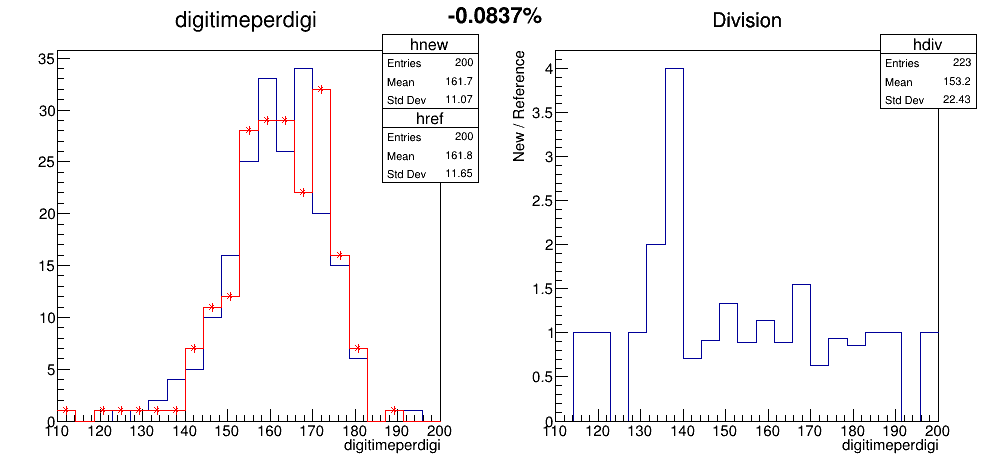 digitimeperdigi
-0.0837%
Division
hnew
Entries 200
Mean 161.7
Std Dev 11.07
href
Entries 200
Mean 161.8
Std Dev 11.65
35
30
25
20
15
10
5
0
110 120 130 140 150 160 170 180 190 200
digitimeperdigi
hdiv
Entries 223
Mean 153.2
Std Dev 22.43
New / Reference
4
3.5
3
2.5
2
1.5
1
0.5
0
110 120 130 140 150 160 170 180 190 200
digitimeperdigi